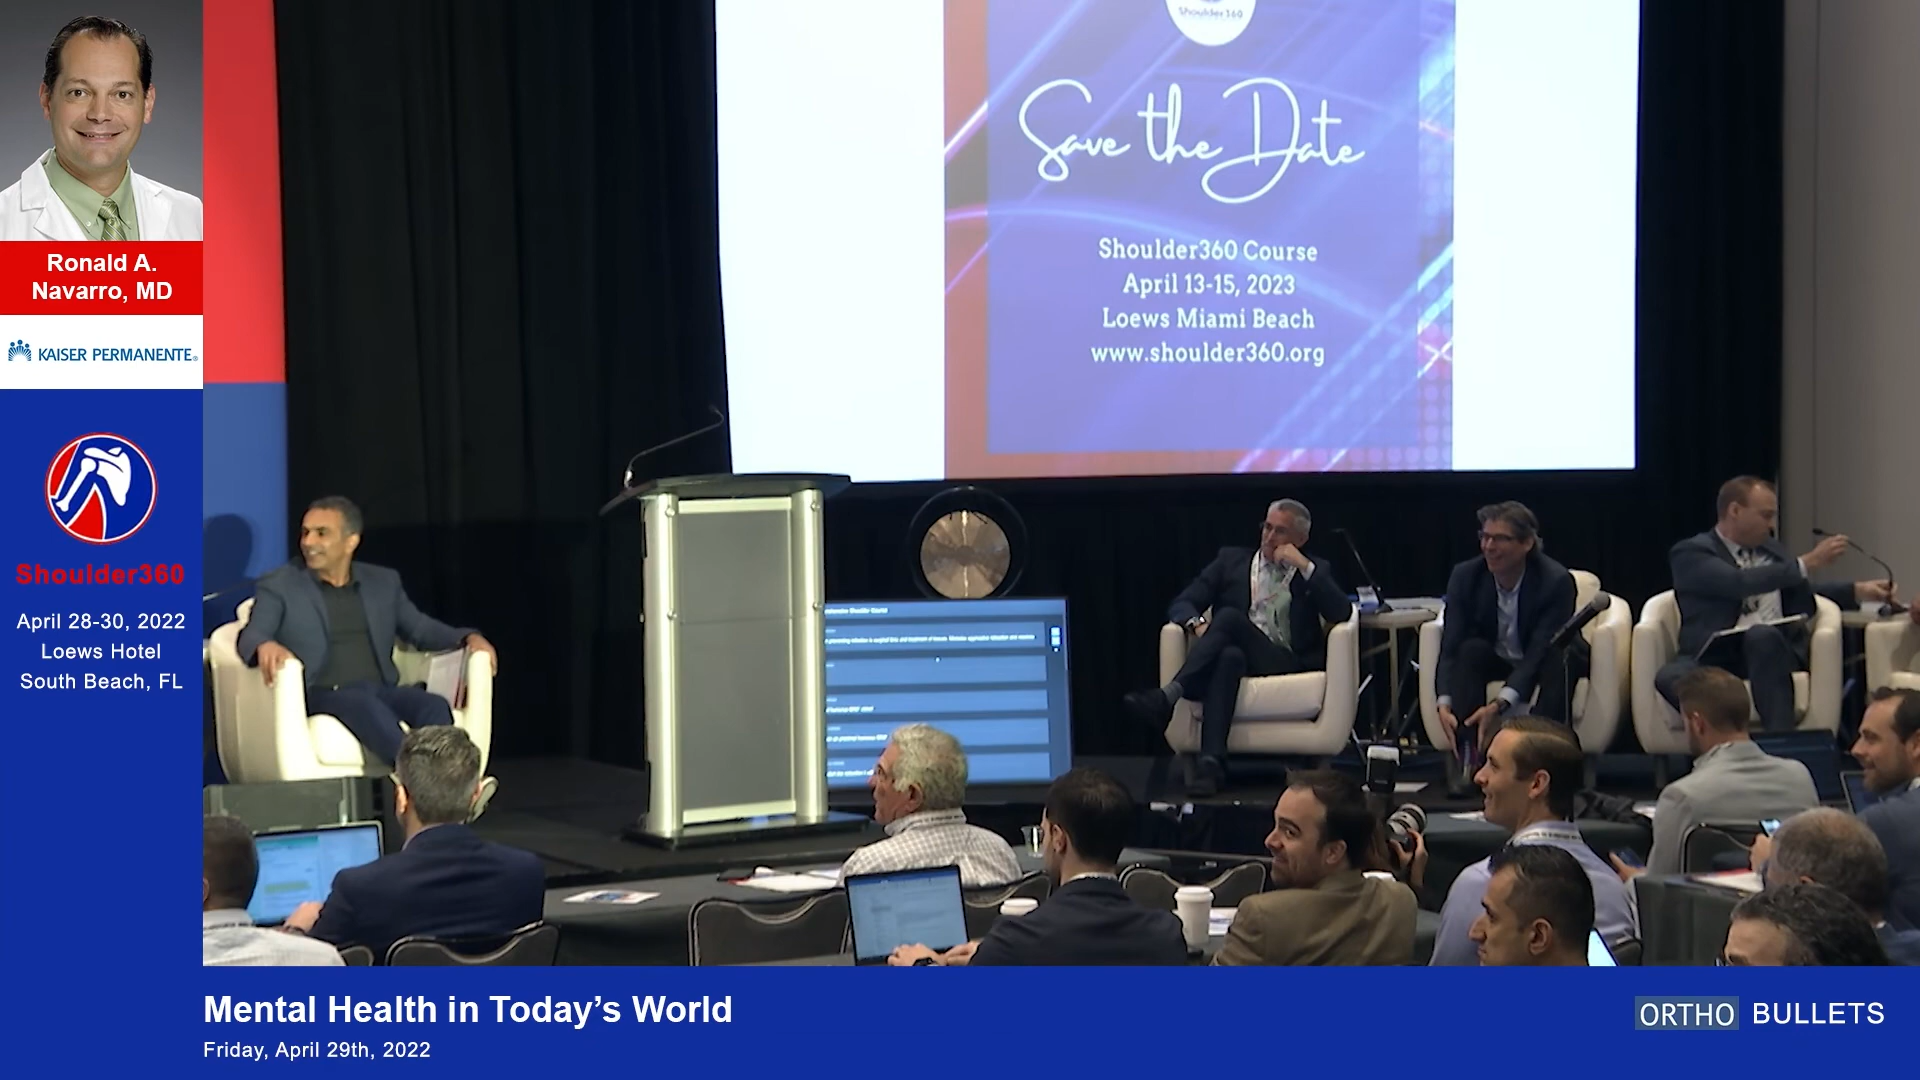 Ronald A.
Navarro, MD
KAISER PERMANENTE®
Shoulder360
April 28-30, 2022
Loews Hotel
South Beach, FL
Shoulder360
Save the Date
Shoulder360 Course
April 13-15, 2023
Loews Miami Beach
www.shoulder360.org
Mental Health in Today’s World
Friday, April 29th, 2022
ORTHO BULLETS